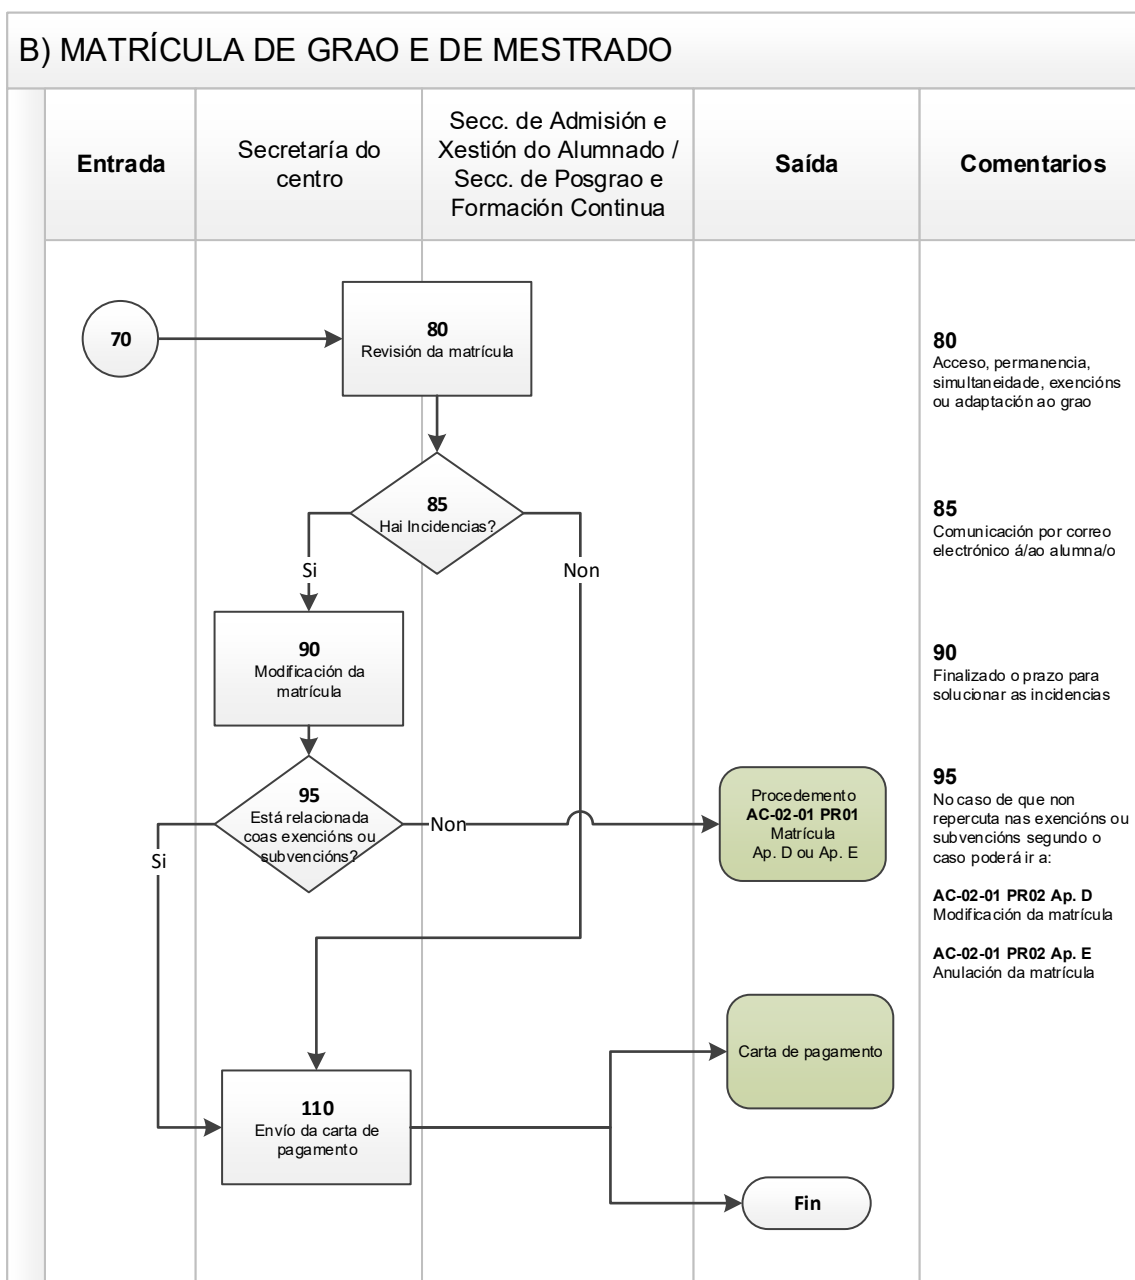 B) MATRÍCULA DE GRAO E DE MESTRADO
Entrada
Secretaría do
centro
Secc. de Admisión e
Xestión do Alumnado /
Secc. de Posgrao e
Formación Continua
Saída
Comentarios
70
80
Revisión da matrícula
80
Acceso, permanencia,
simultaneidade, exencións
ou adaptación ao grao
85
Hai Incidencias?
Si
Non
85
Comunicación por correo
electrónico á/ao alumna/o
90
Modificación da
matrícula
90
Finalizado o prazo para
solucionar as incidencias
95
Está relacionada
coas exencións ou
subvencións?
Si
Non
Procedemento
AC-02-01 PR01
Matrícula
Ap. D ou Ap. E
95
No caso de que non
repercuta nas exencións ou
subvencións segundo o
caso poderá ir a:
AC-02-01 PR02 Ap. D
Modificación da matrícula
AC-02-01 PR02 Ap. E
Anulación da matrícula
Carta de pagamento
110
Envío da carta de
pagamento
Fin